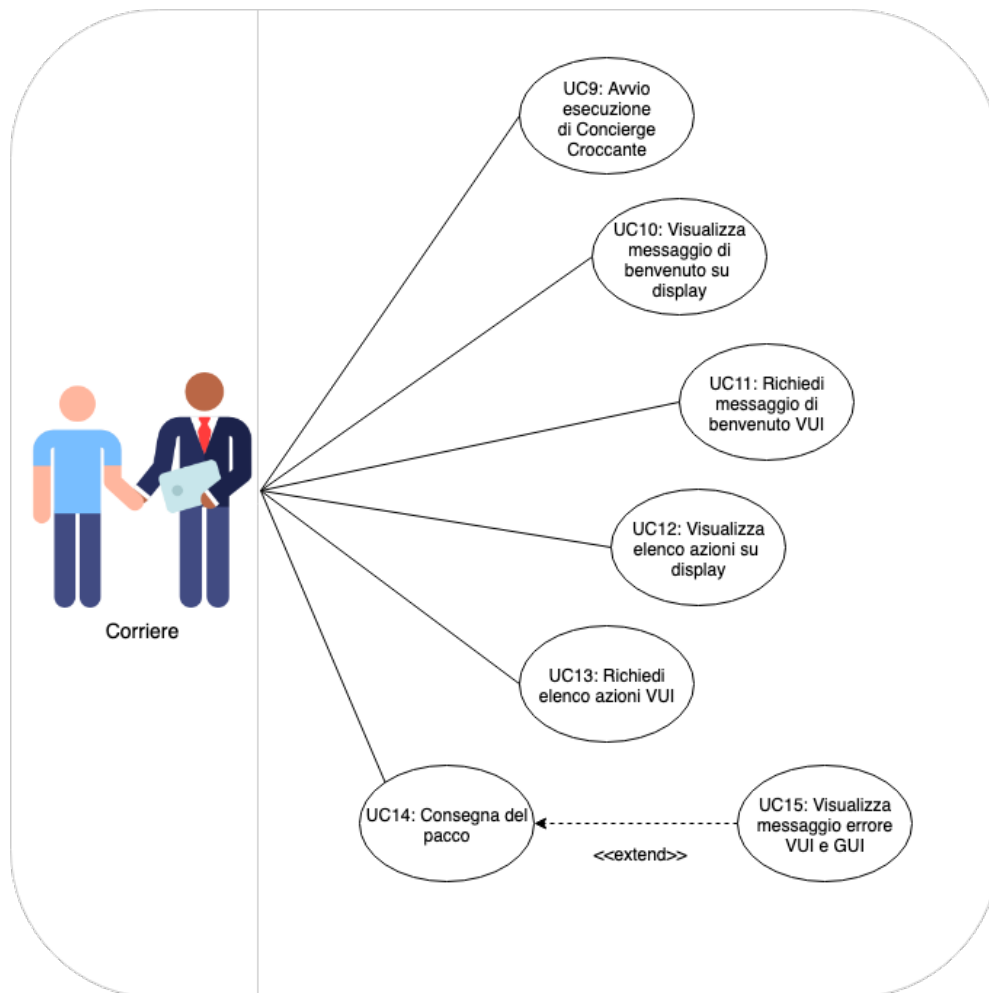 UC9: Avvio
esecuzione
di Concierge
Croccante
UC10: Visualizza
messaggio di
benvenuto su
display
UC11: Richiedi
messaggio di
benvenuto VUI
UC12: Visualizza
elenco azioni su
display
Corriere
UC13: Richiedi
elenco azioni VUI
UC14: Consegna del
pacco
<<extend>>
UC15: Visualizza
messaggio errore
VUI e GUI